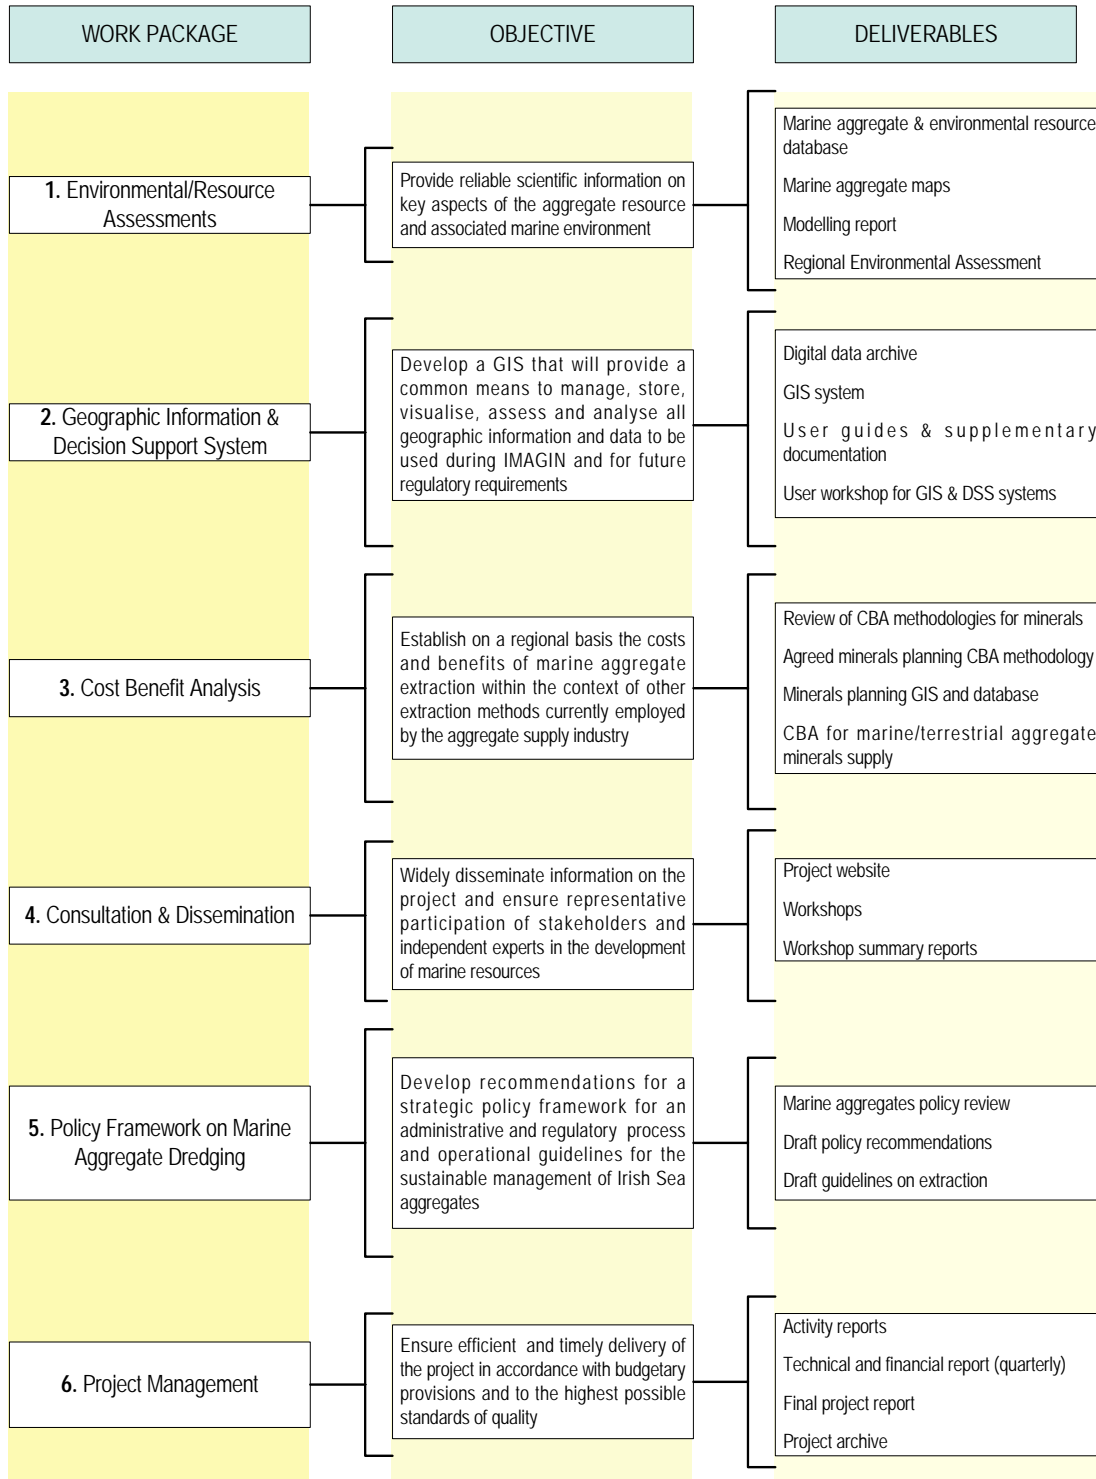 WORK PACKAGE
OBJECTIVE
DELIVERABLES
1. Environmental/Resource
Assessments
Provide reliable scientific information on
key aspects of the aggregate resource
and associated marine environment
Marine aggregate & environmental resource
database
Marine aggregate maps
Modelling report
Regional Environmental Assessment
2. Geographic Information &
Decision Support System
Develop a GIS that will provide a
common means to manage, store,
visualise, assess and analyse all
geographic information and data to be
used during IMAGIN and for future
regulatory requirements
Digital data archive
GIS system
User guides & supplementary
documentation
User workshop for GIS & DSS systems
3. Cost Benefit Analysis
Establish on a regional basis the costs
and benefits of marine aggregate
extraction within the context of other
extraction methods currently employed
by the aggregate supply industry
Review of CBA methodologies for minerals
Agreed minerals planning CBA methodology
Minerals planning GIS and database
CBA for marine/terrestrial aggregate
minerals supply
4. Consultation & Dissemination
Widely disseminate information on the
project and ensure representative
participation of stakeholders and
independent experts in the development
of marine resources
Project website
Workshops
Workshop summary reports
5. Policy Framework on Marine
Aggregate Dredging
Develop recommendations for a
strategic policy framework for an
administrative and regulatory process
and operational guidelines for the
sustainable management of Irish Sea
aggregates
Marine aggregates policy review
Draft policy recommendations
Draft guidelines on extraction
6. Project Management
Ensure efficient and timely delivery of
the project in accordance with budgetary
provisions and to the highest possible
standards of quality
Activity reports
Technical and financial report (quarterly)
Final project report
Project archive